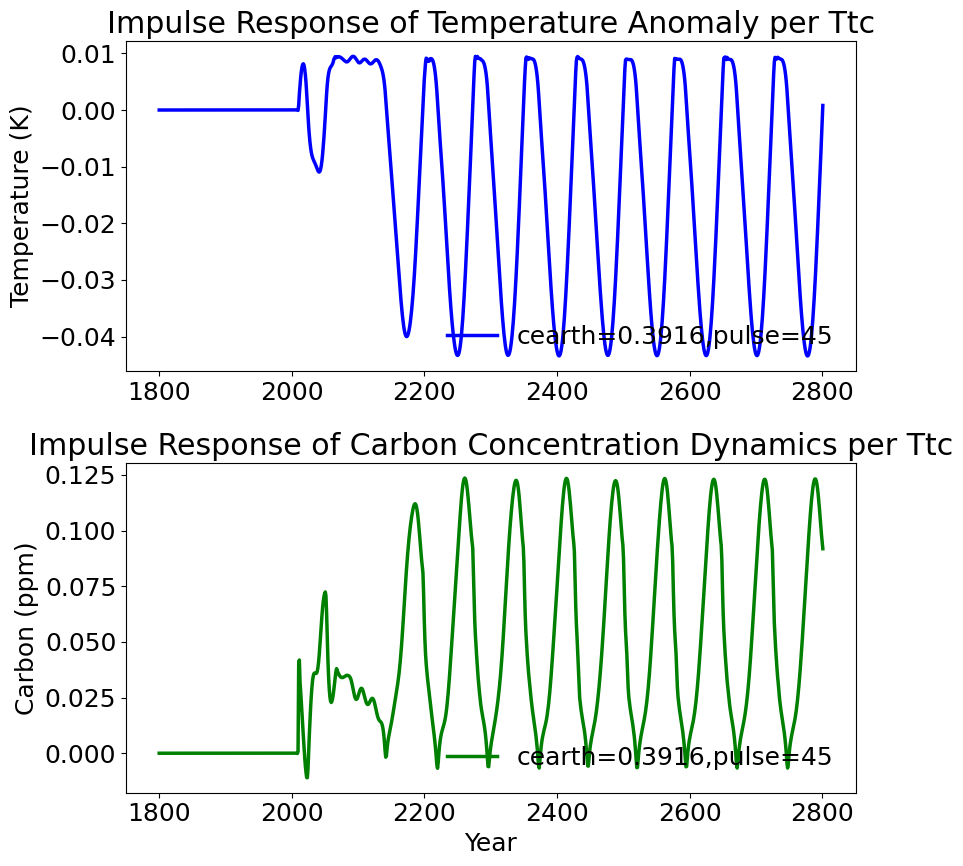 Impulse Response of Temperature Anomaly per Ttc
Temperature (K)
0.01
0.00
−0.01
−0.02
−0.03
−0.04
cearth=0.3916,pulse=45
1800 2000 2200 2400 2600 2800
Impulse Response of Carbon Concentration Dynamics per Ttc
Carbon (ppm)
0.125
0.100
0.075
0.050
0.025
0.000
cearth=0.3916,pulse=45
1800 2000 2200 2400 2600 2800
Year